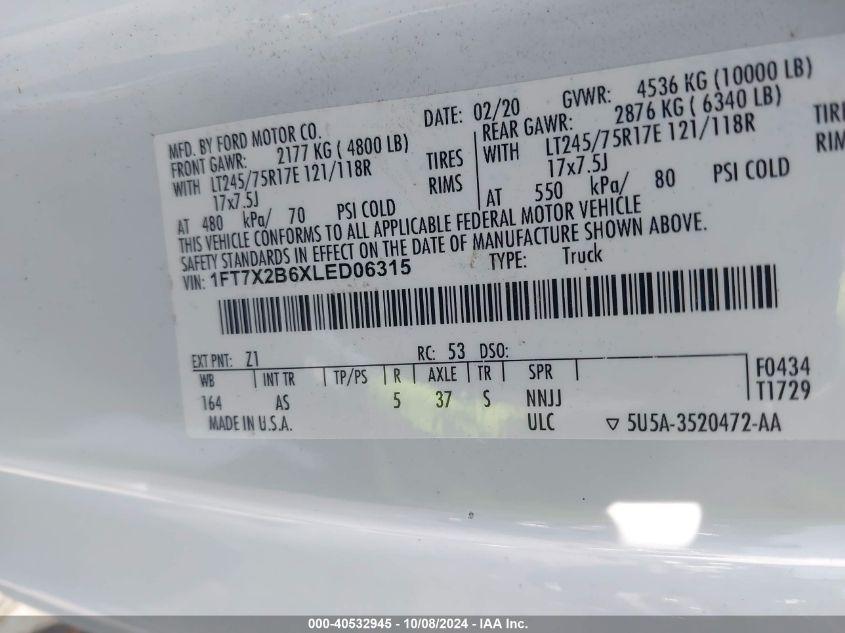 MFD. BY FORD MOTOR CO. DATE: 02/20 GVWR: 4536 KG (10000 LB)
FRONT GAWR: 2177 KG ( 4800 LB) REAR GAWR: 2876 KG ( 6340 LB)
WITH LT245/75R17E 121/118R TIRES WITH LT245/75R17E 121/118R TIRES
17x7.5J RIMS 17x7.5J RIM
AT 480 kPa/ 70 PSI COLD AT 550 kPa/ 80 PSI COLD
THIS VEHICLE CONFORMS TO ALL APPLICABLE FEDERAL MOTOR VEHICLE
SAFETY STANDARDS IN EFFECT ON THE DATE OF MANUFACTURE SHOWN ABOVE.
VIN: 1FT7X2B6XLED06315 TYPE: Truck
EXT PNT: Z1 RC: 53 DSO:
WB INT TR TP/PS R AXLE TR SPR F0434
164 AS 5 37 S NNJJ T1729
MADE IN U.S.A. ULC ▽ 5U5A-3520472-AA
000-40532945 - 10/08/2024 - IAA Inc.